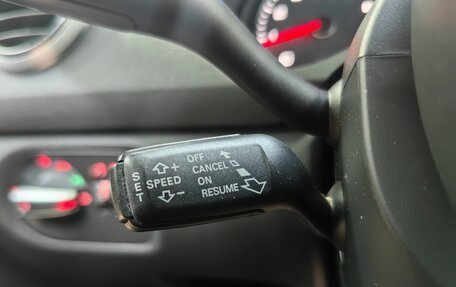 SET
SPEED + -
OFF
CANCEL
ON
RESUME